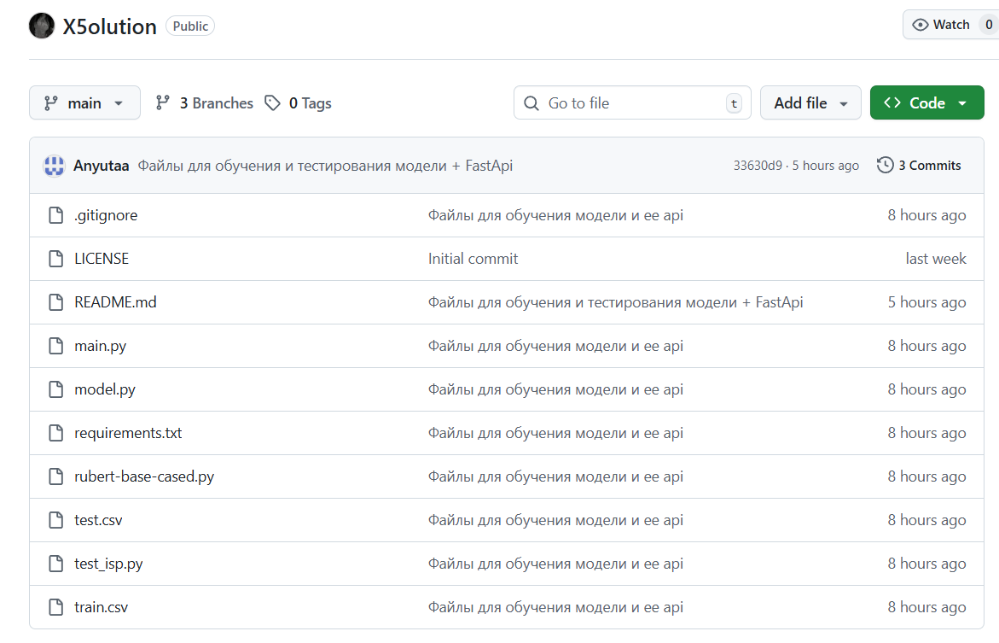 X5olution Public Watch 0
main 3 Branches 0 Tags Go to file t Add file Code
Anyutaa Файлы для обучения и тестирования модели + FastApi 33630d9 · 5 hours ago 3 Commits
.gitignore Файлы для обучения модели и ее api 8 hours ago
LICENSE Initial commit last week
README.md Файлы для обучения и тестирования модели + FastApi 5 hours ago
main.py Файлы для обучения модели и ее api 8 hours ago
model.py Файлы для обучения модели и ее api 8 hours ago
requirements.txt Файлы для обучения модели и ее api 8 hours ago
rubert-base-cased.py Файлы для обучения модели и ее api 8 hours ago
test.csv Файлы для обучения модели и ее api 8 hours ago
test_isp.py Файлы для обучения модели и ее api 8 hours ago
train.csv Файлы для обучения модели и ее api 8 hours ago